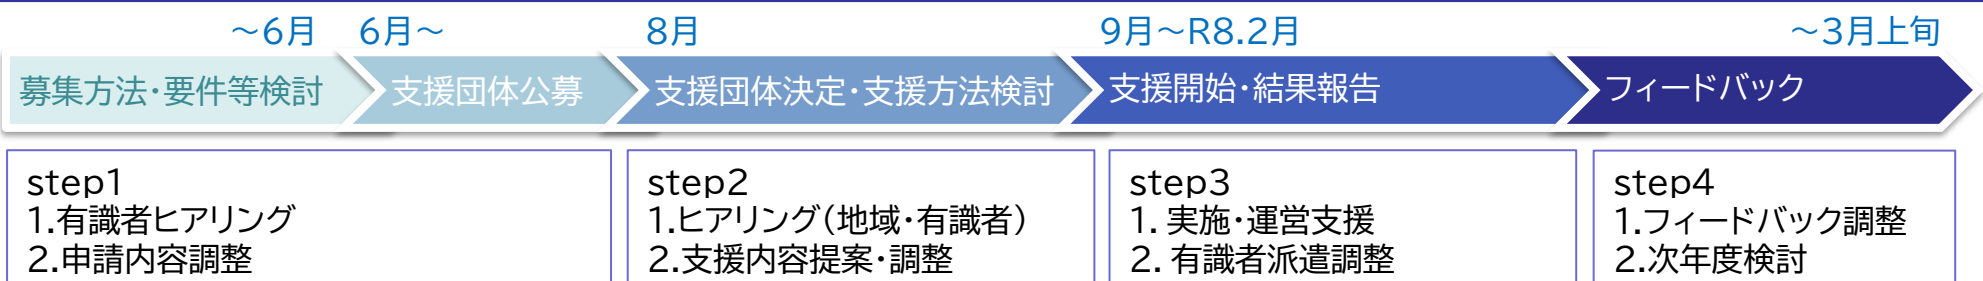 ～6月 6月～ 8月 9月～R8.2月 ～3月上旬
募集方法・要件等検討 支援団体公募 支援団体決定・支援方法検討 支援開始・結果報告 フィードバック
step1
1.有識者ヒアリング
2.申請内容調整
step2
1.ヒアリング（地域・有識者）
2.支援内容提案・調整
step3
1. 実施・運営支援
2. 有識者派遣調整
step4
1.フィードバック調整
2.次年度検討